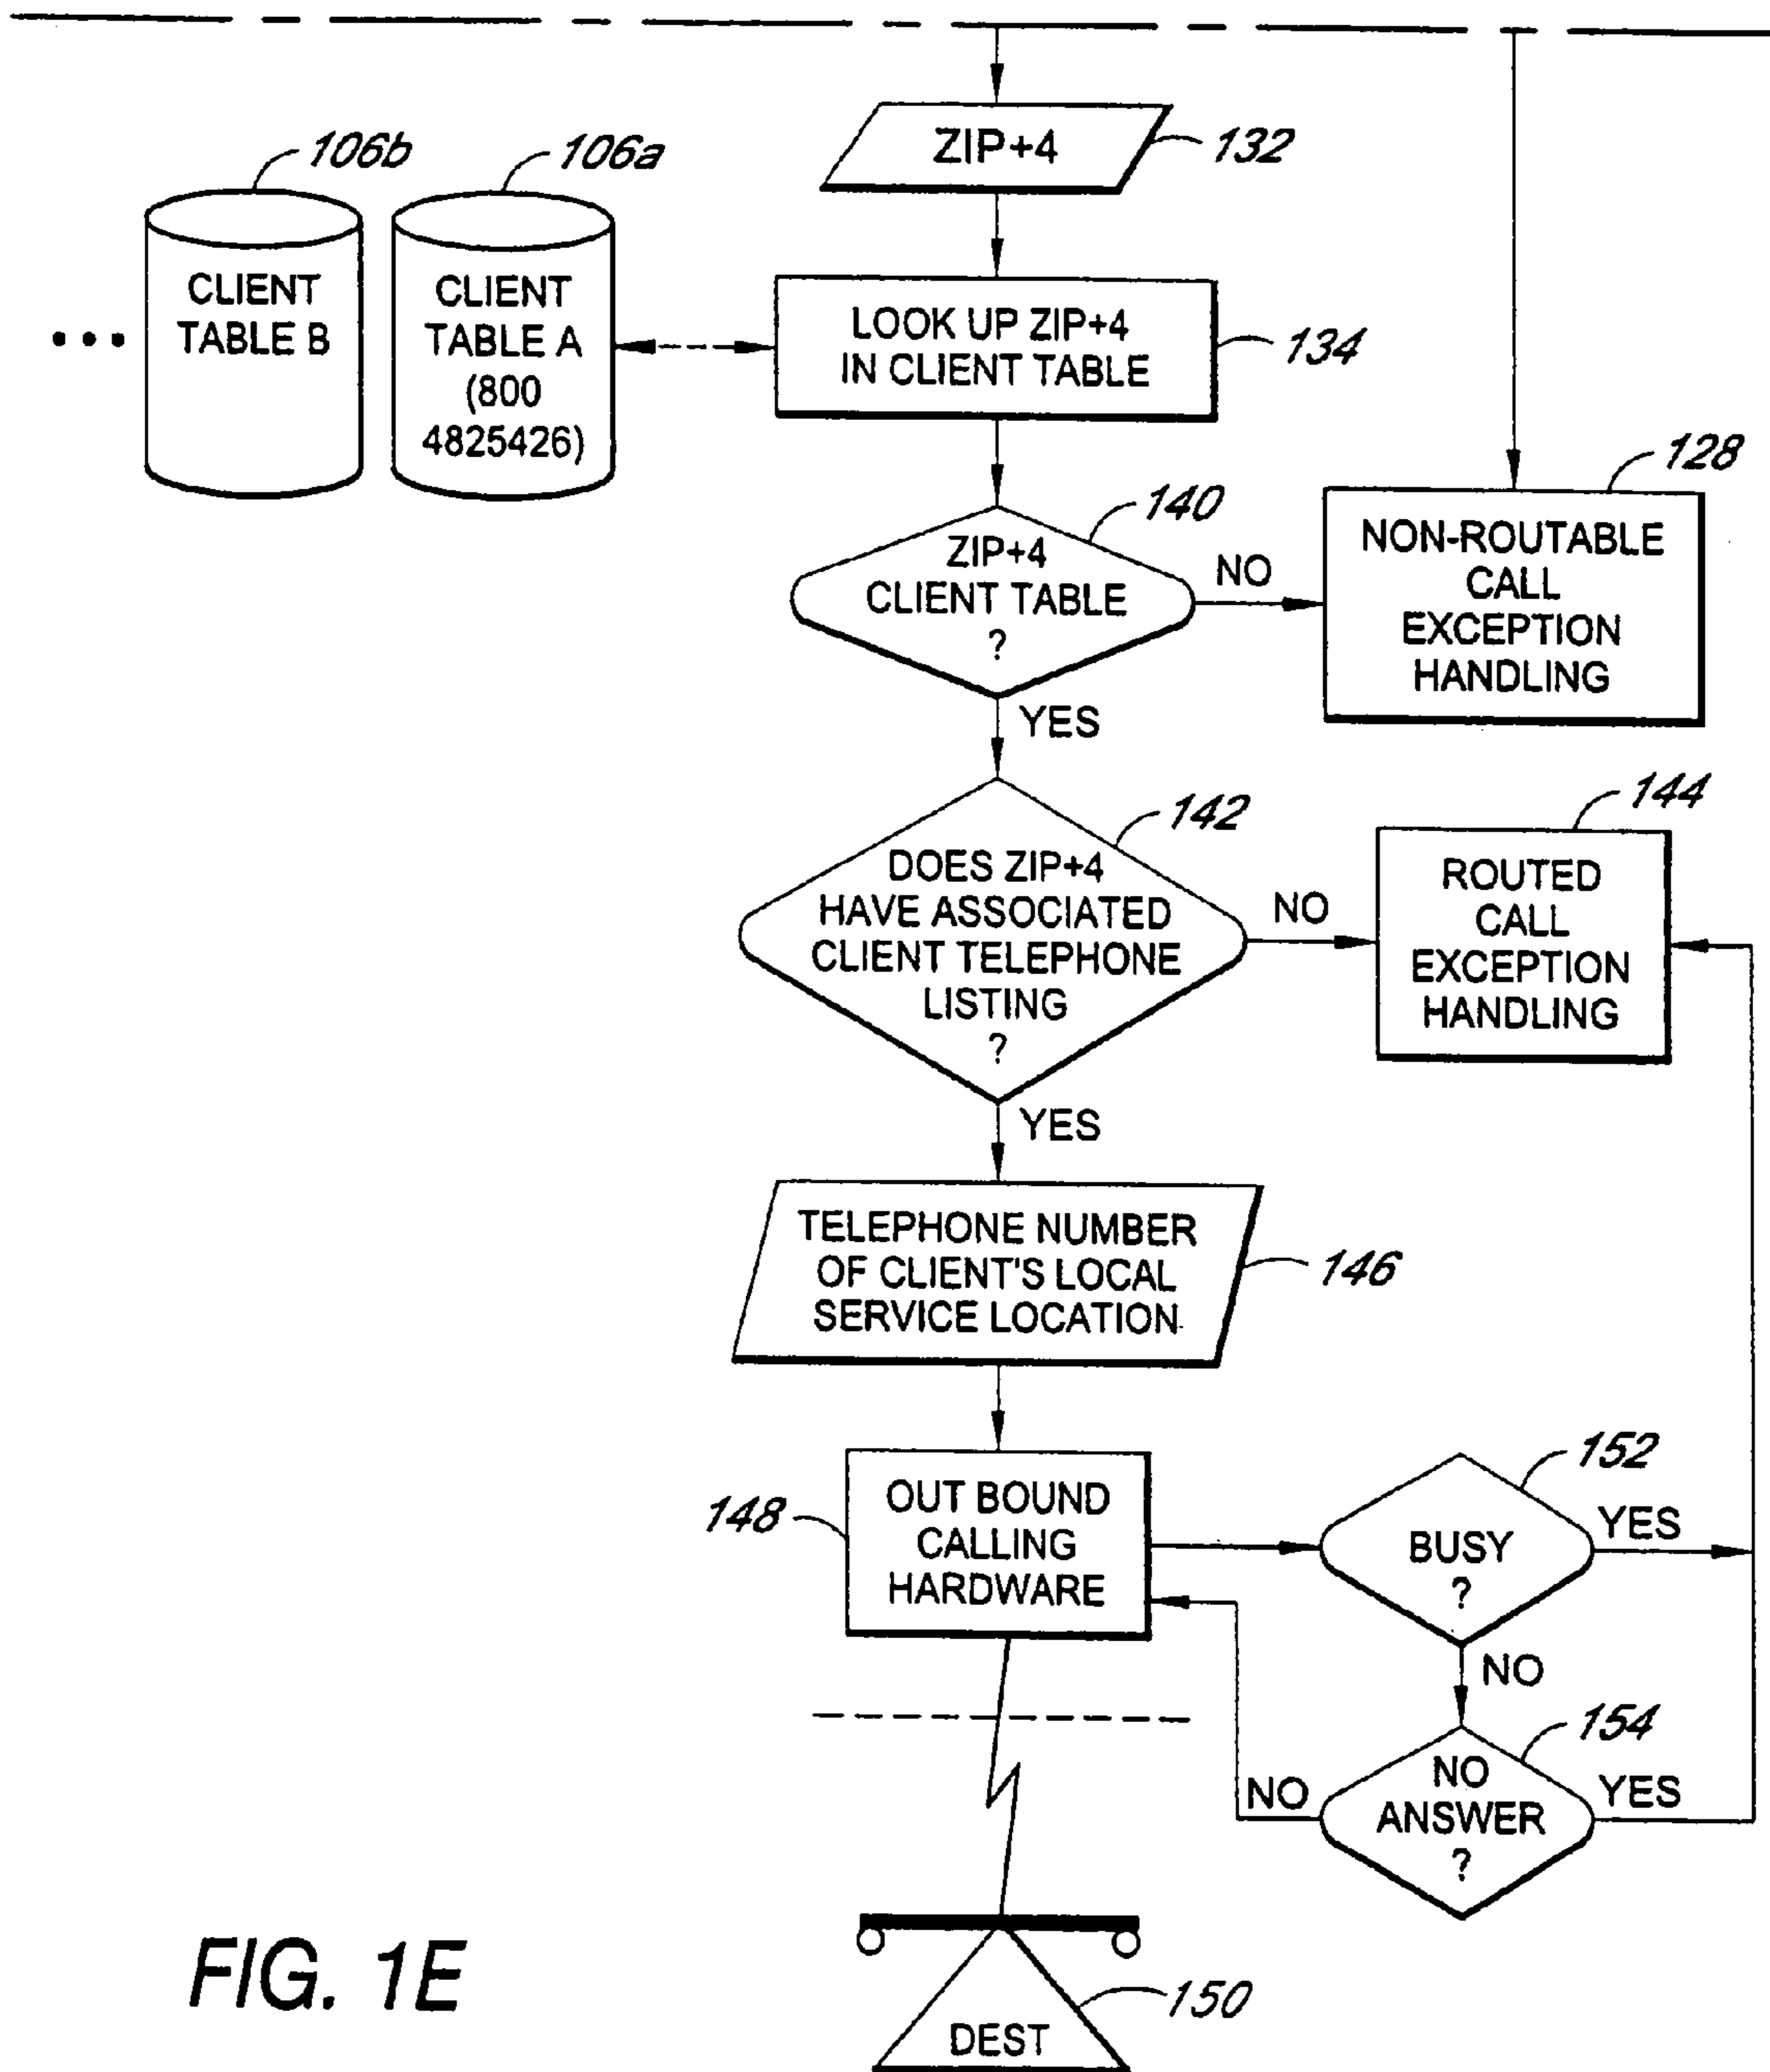 ZIP+4
132
106b
106a
CLIENT
TABLE B
CLIENT
TABLE A
(800
4825426)
• • •
LOOK UP ZIP+4
IN CLIENT TABLE
134
128
NON-ROUTABLE
CALL
EXCEPTION
HANDLING
140
ZIP+4
CLIENT TABLE
?
NO
YES
142
DOES ZIP+4
HAVE ASSOCIATED
CLIENT TELEPHONE
LISTING
?
NO
144
ROUTED
CALL
EXCEPTION
HANDLING
YES
TELEPHONE NUMBER
OF CLIENT'S LOCAL
SERVICE LOCATION
146
148
OUT BOUND
CALLING
HARDWARE
152
BUSY
?
YES
NO
154
NO
ANSWER
?
NO
YES
FIG. 1E
150
DEST